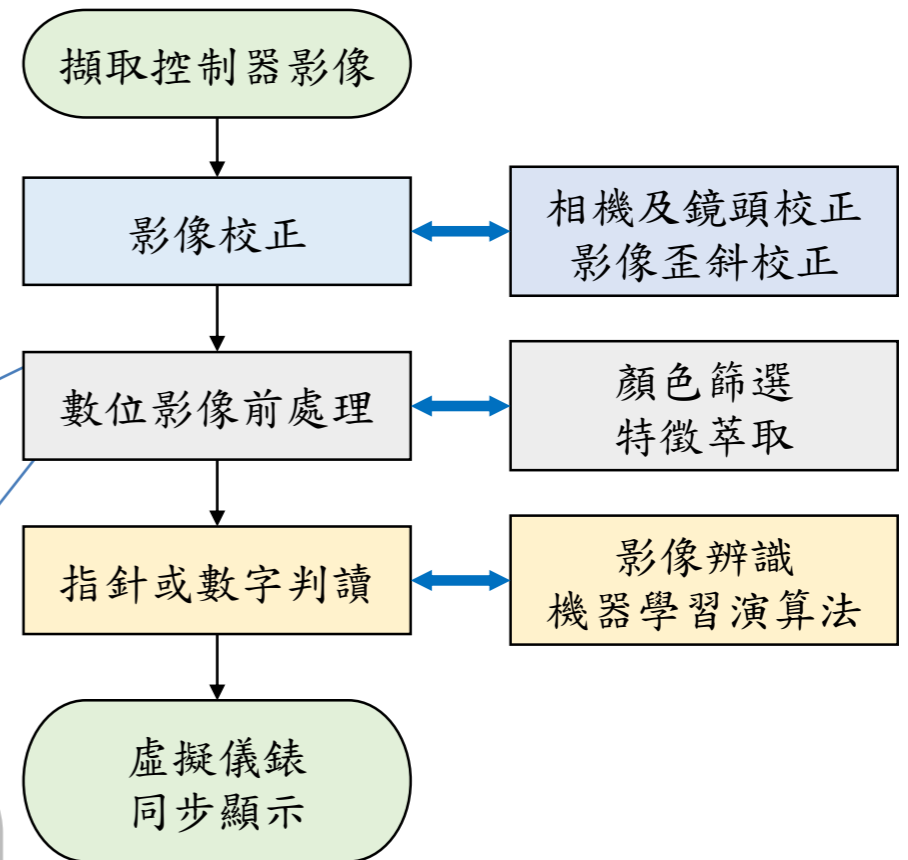 擷取控制器影像
影像校正
相機及鏡頭校正
影像歪斜校正
數位影像前處理
顏色篩選
特徵萃取
指針或數字判讀
影像辨識
機器學習演算法
虛擬儀錶
同步顯示